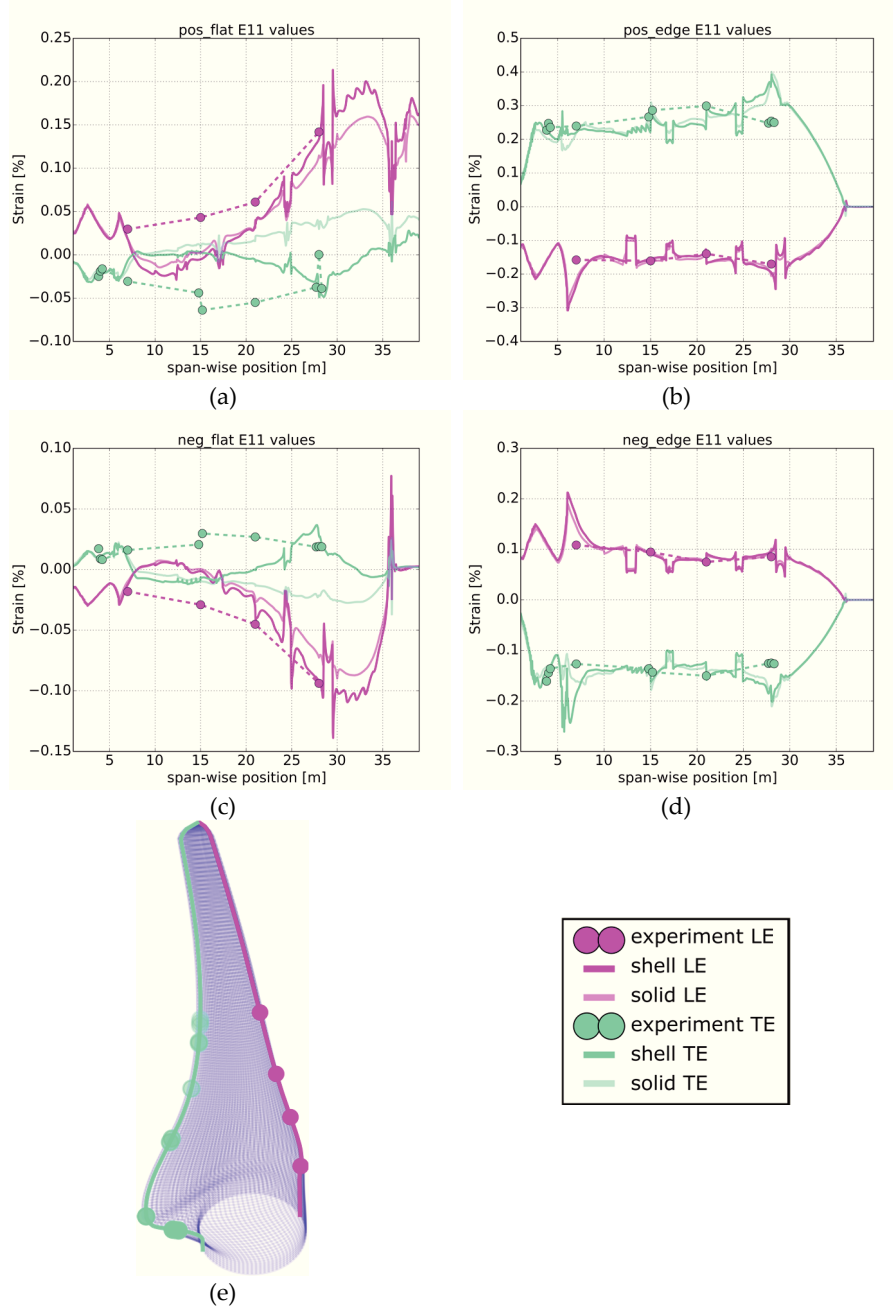 pos_flat E11 values
0.25
0.20
0.15
0.10
0.05
0.00
−0.05
−0.10
Strain [%]
5 10 15 20 25 30 35
span-wise position [m]
(a)
pos_edge E11 values
0.5
0.4
0.3
0.2
0.1
0.0
−0.1
−0.2
−0.3
−0.4
Strain [%]
5 10 15 20 25 30 35
span-wise position [m]
(b)
neg_flat E11 values
0.10
0.05
0.00
−0.05
−0.10
−0.15
Strain [%]
5 10 15 20 25 30 35
span-wise position [m]
(c)
neg_edge E11 values
0.3
0.2
0.1
0.0
−0.1
−0.2
−0.3
Strain [%]
5 10 15 20 25 30 35
span-wise position [m]
(d)
(e)
experiment LE
shell LE
solid LE
experiment TE
shell TE
solid TE